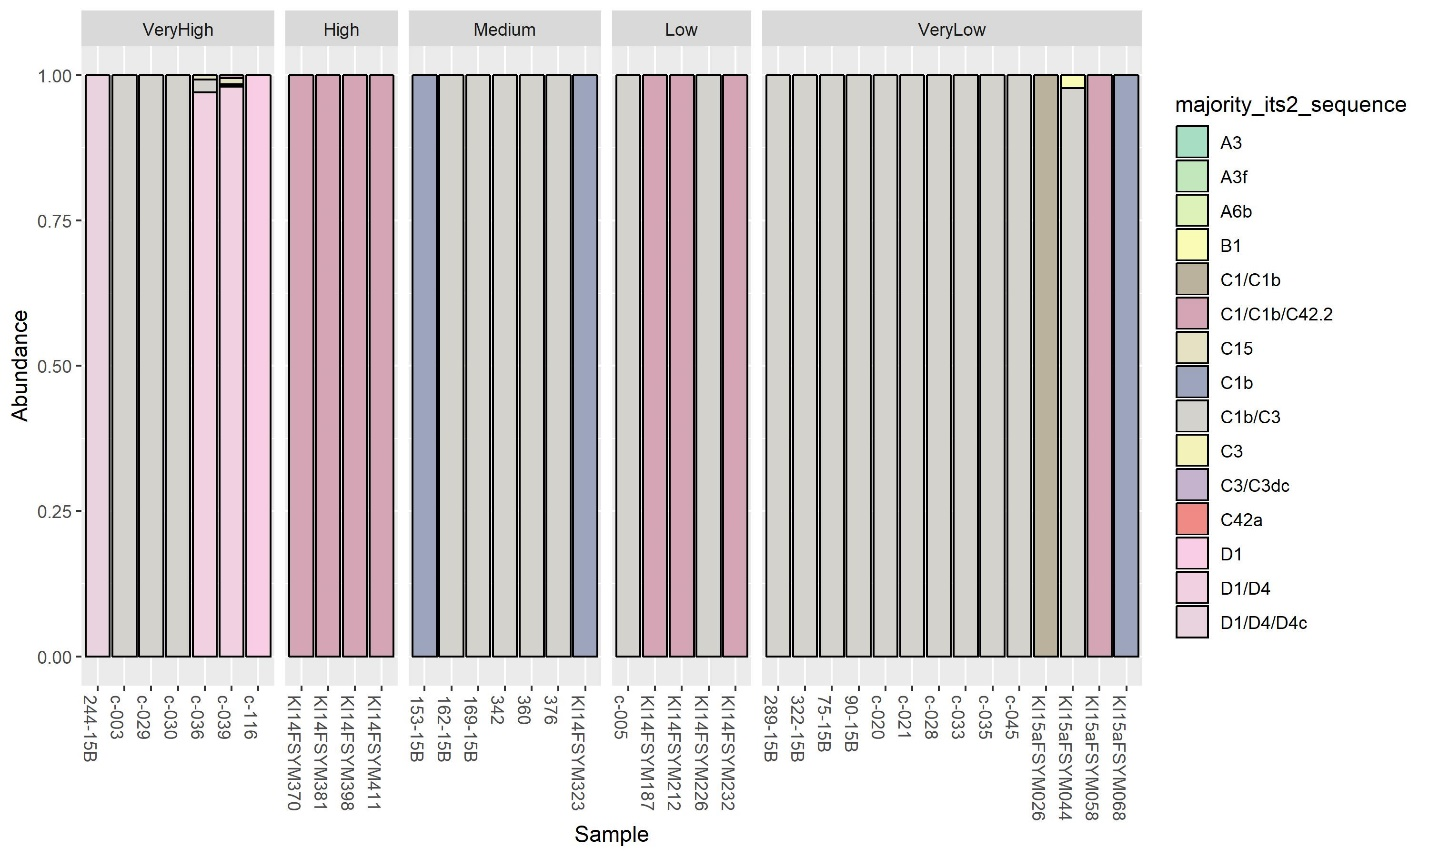 VeryHigh High Medium Low VeryLow
1.00
0.75
0.50
0.25
0.00
Abundance
244-15B c-003 c-029 c-030 c-036 c-039 c-116 KI14FSYM370 KI14FSYM381 KI14FSYM398 KI14FSYM411 153-15B 162-15B 169-15B 342 360 376 KI14FSYM323 c-005 KI14FSYM187 KI14FSYM212 KI14FSYM226 KI14FSYM232 289-15B 322-15B 75-15B 90-15B c-020 c-021 c-028 c-033 c-035 c-045 KI15aFSYM026 KI15aFSYM044 KI15aFSYM058 KI15aFSYM068
Sample
majority_its2_sequence
A3
A3f
A6b
B1
C1/C1b
C1/C1b/C42.2
C15
C1b
C1b/C3
C3
C3/C3dc
C42a
D1
D1/D4
D1/D4/D4c